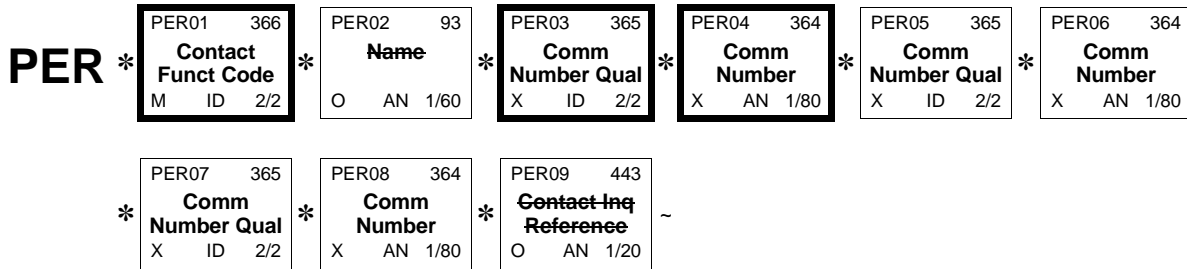 PER * PER01 366 * PER02 93 * PER03 365 * PER04 364 * PER05 365 * PER06 364
Contact Name Comm Comm Comm Comm
Funct Code Number Qual Number Number Qual Number
M ID 2/2 O AN 1/60 X ID 2/2 X AN 1/80 X ID 2/2 X AN 1/80
* PER07 365 * PER08 364 * PER09 443 ~
Comm Comm Contact Inq
Number Qual Number Reference
X ID 2/2 X AN 1/80 O AN 1/20